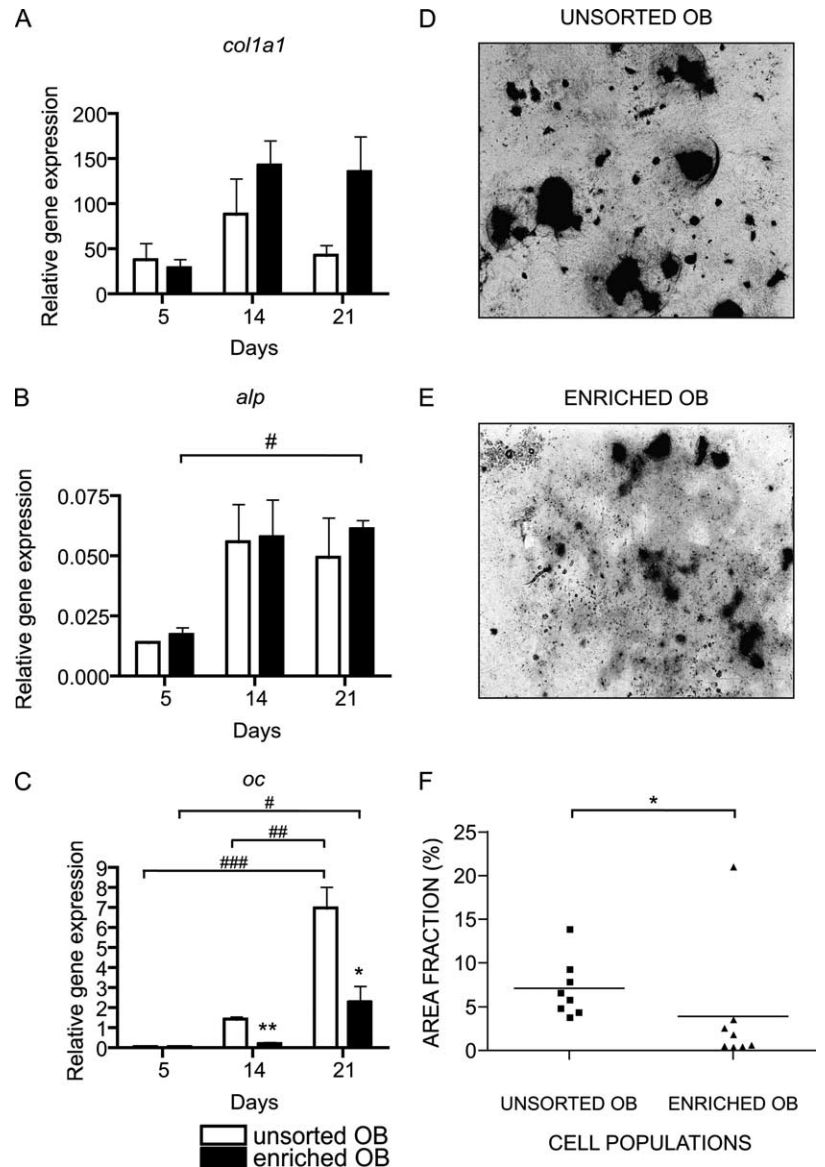 A
col1a1
Relative gene expression
200
150
100
50
0
5 14 21
Days
B
alp
#
Relative gene expression
0.075
0.050
0.025
0.000
5 14 21
Days
C
oc
#
##
###
Relative gene expression
9
8
7
6
5
4
3
2
1
0
**
*
5 14 21
Days
unsorted OB
enriched OB
D
UNSORTED OB
E
ENRICHED OB
F
*
AREA FRACTION (%)
25
20
15
10
5
0
UNSORTED OB ENRICHED OB
CELL POPULATIONS